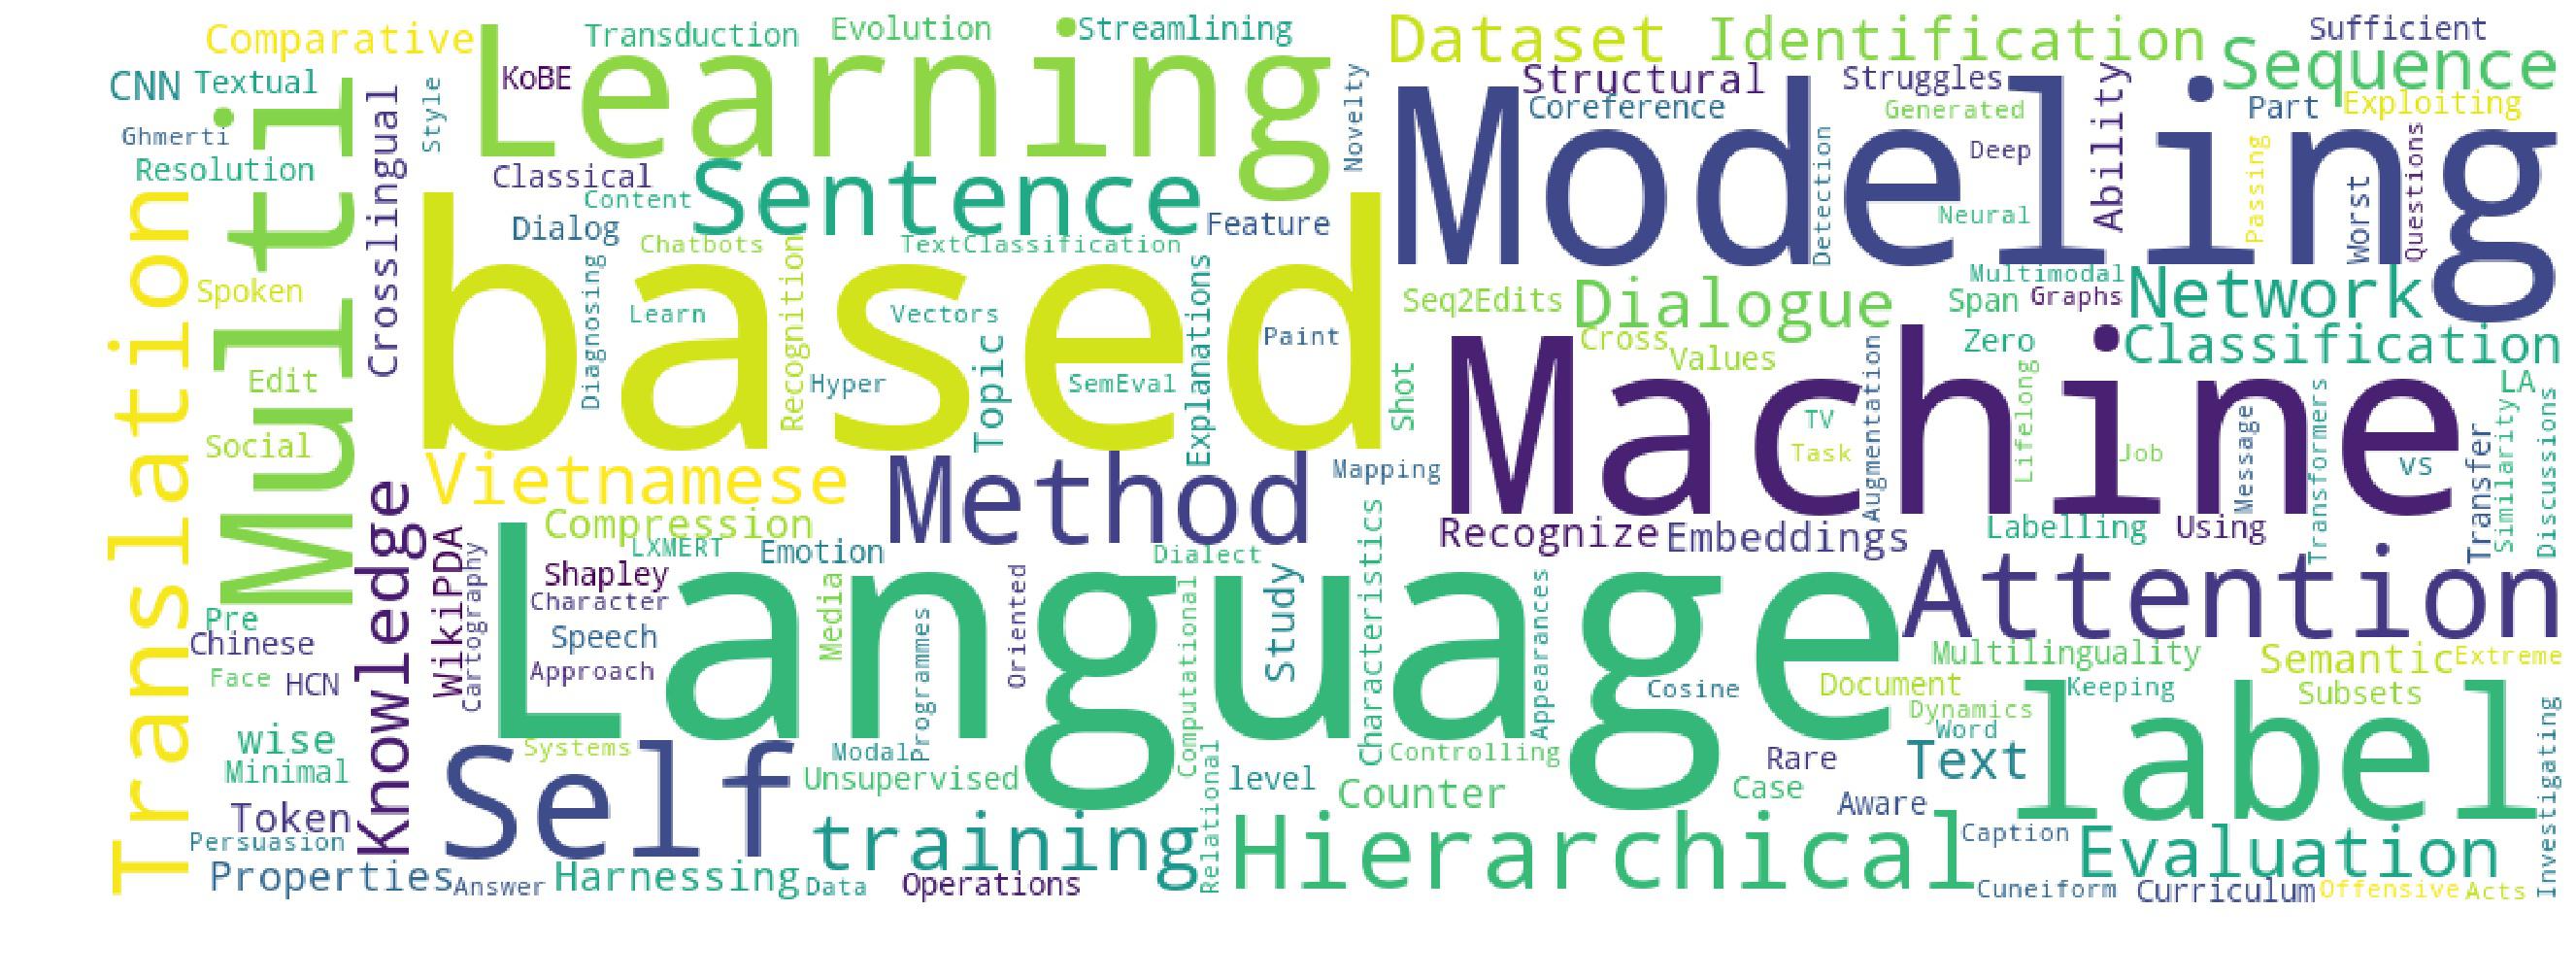 Comparative
Learning
Transduction
Evolution
Streamlining
Dataset
Identification
Sufficient
Sequence
CNN
Textual
Multi
Crosslingual
Style
KoBE
Novelty
Modeling
Structural
Coreference
Struggles
Generated
Ability
Part
Exploiting
Ghmerti
Resolution
Translation
Classical
Content
Sentence
Dialog
Chatbots
TextClassification
Feature
Detection
Deep
Neural
Passing
Worst
Questions
Spoken
based
Diagnosing
Learn
Recognition
Vectors
Explanations
Paint
Seq2Edits
Dialogue
Multimodal
Span
Graphs
Network
Edit
Hyper
Topic
SemEval
Shot
Cross
Values
Zero
Classification
Machine
Social
Vietnamese
Method
Mapping
TV
Task
Augmentation
Lifelong
Job
Message
Transformers
vs
LA
Transfer
Similarity
Discussions
Knowledge
WikiPDA
Cartography
Compression
LXMERT
Emotion
Dialect
Characteristics
Recognize
Embeddings
Labelling
Using
Pre
Chinese
Shapley
Character
Speech
Approach
Language
Media
Programmes
Oriented
Computational
Study
Appearances
Attention
Face
HCN
Multilinguality
Semantic
Extreme
Cosine
Document
Keeping
Subsets
Dynamics
Word
label
wise
Minimal
Self
Systems
Modal
Unsupervised
Relational
level
Controlling
Counter
Rare
Case
Text
Aware
Investigating
Token
Persuasion
Properties
Answer
Harnessing
training
Data
Operations
Hierarchical
Caption
Evaluation
Cuneiform
Curriculum
Offensive
Acts